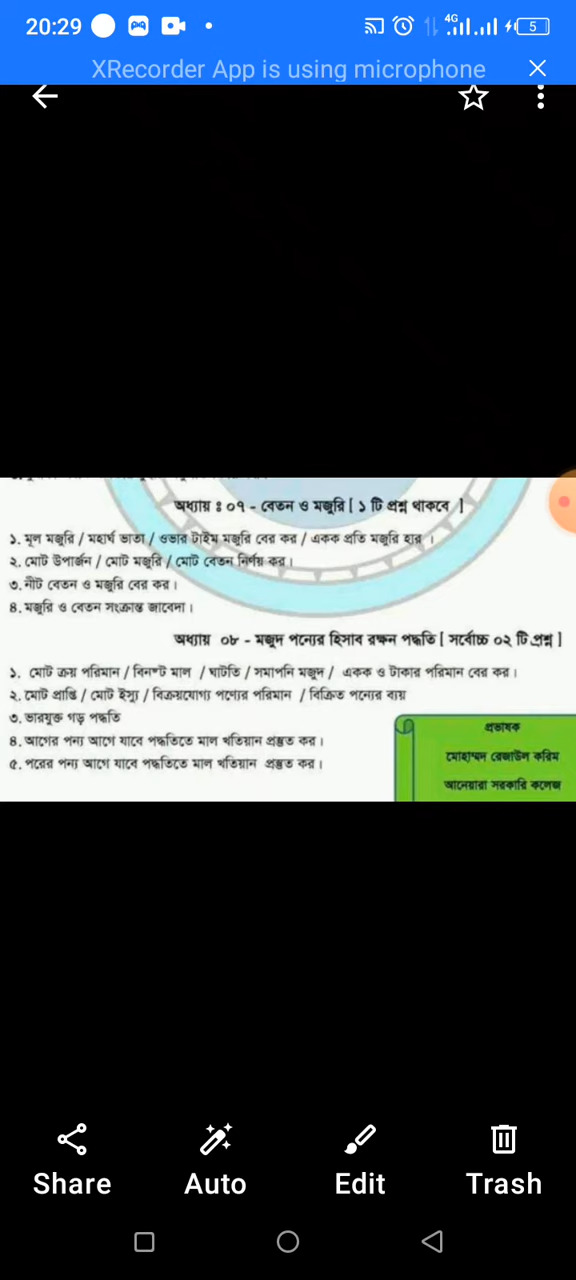 20:29
4G
5
XRecorder App is using microphone
অধ্যায় ঃ ০৭ - বেতন ও মজুরি [ ১ টি প্রশ্ন থাকবে ]
১. মূল মজুরি / মহার্ঘ ভাতা / ওভার টাইম মজুরি বের কর / একক প্রতি মজুরি হার ।
২. মোট উপার্জন / মোট মজুরি / মোট বেতন নির্ণয় কর।
৩. নীট বেতন ও মজুরি বের কর।
৪. মজুরি ও বেতন সংক্রান্ত জাবেদা।
অধ্যায় ০৮ - মজুদ পন্যের হিসাব রক্ষন পদ্ধতি [ সর্বোচ্চ ০২ টি প্রশ্ন ]
১. মোট ক্রয় পরিমান / বিনস্ট মাল / ঘাটতি / সমাপনি মজুদ / একক ও টাকার পরিমান বের কর।
২. মোট প্রাপ্তি / মোট ইস্যু / বিক্রয়যোগ্য পণ্যের পরিমান / বিক্রিত পন্যের ব্যয়
৩. ভারযুক্ত গড় পদ্ধতি
৪. আগের পন্য আগে যাবে পদ্ধতিতে মাল খতিয়ান প্রস্তুত কর।
৫. পরের পন্য আগে যাবে পদ্ধতিতে মাল খতিয়ান প্রস্তুত কর।
প্রভাষক
মোহাম্মদ রেজাউল করিম
আনোয়ারা সরকারি কলেজ
Share Auto Edit Trash